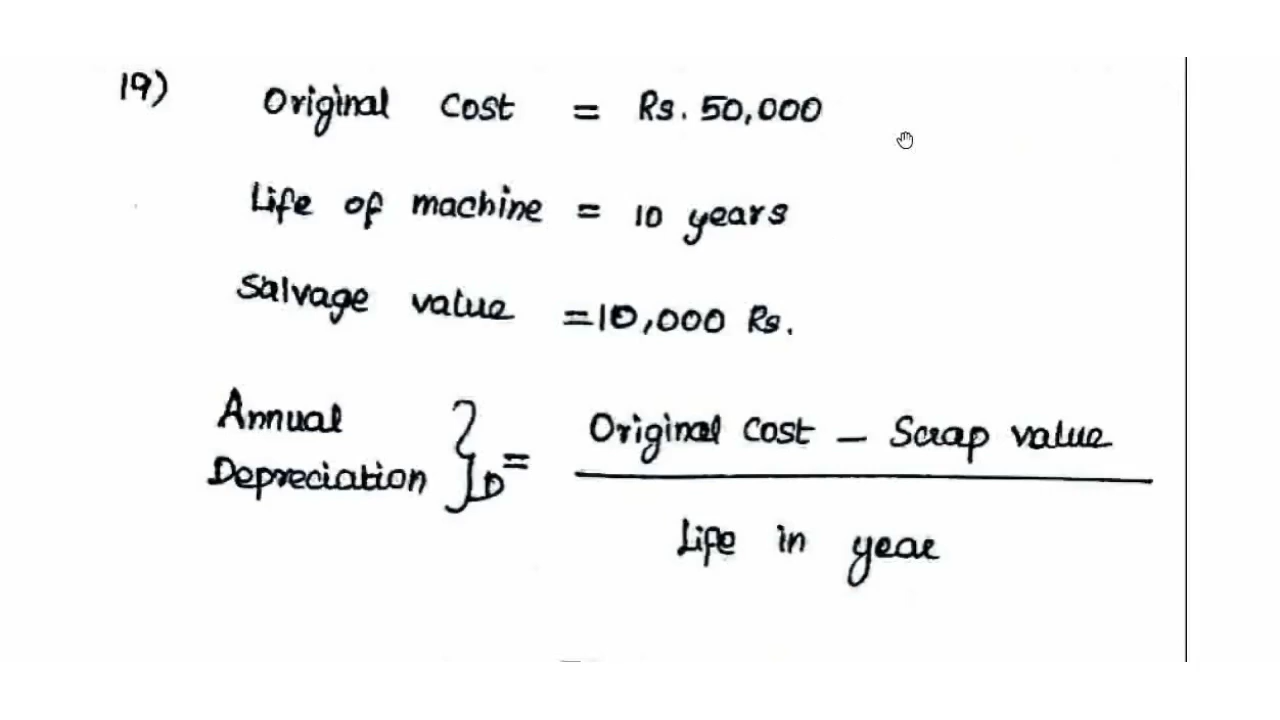 19) Original Cost = Rs. 50,000
Life of machine = 10 years
Salvage value = 10,000 Rs.
Annual Depreciation } D = Original Cost - Scrap value
Life in year